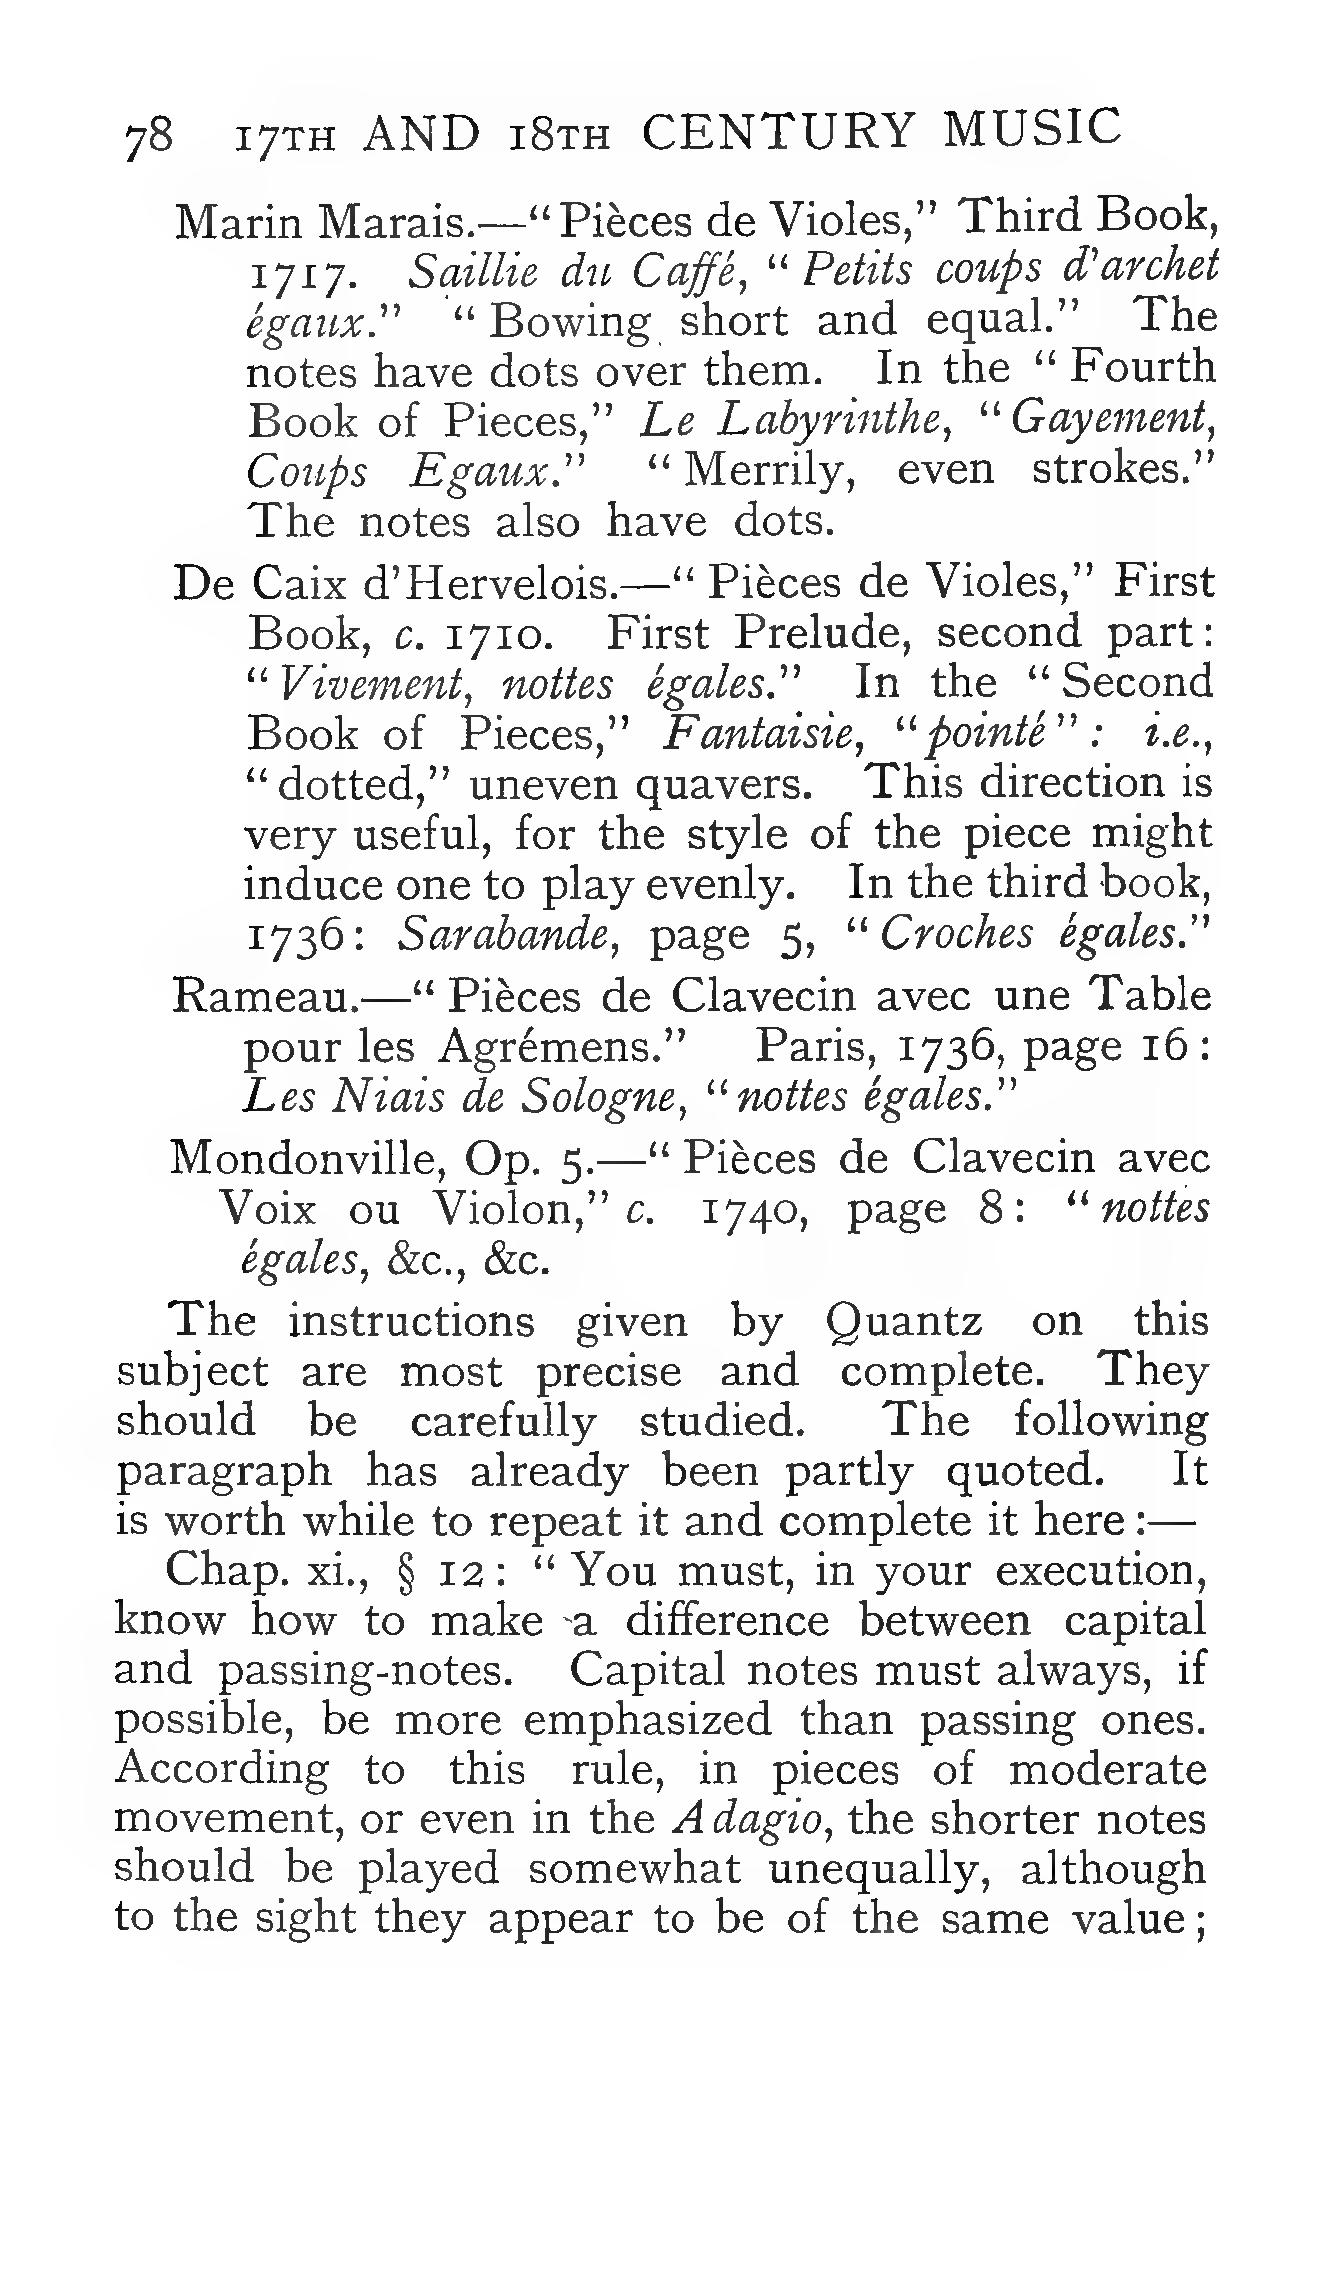 78 17TH AND 18TH CENTURY MUSIC
Marin Marais.—“Pièces de Violes,” Third Book,
1717. Saillie du Caffé, “Petits coups d'archet
égaux.” “Bowing short and equal.” The
notes have dots over them. In the “Fourth
Book of Pieces,” Le Labyrinthe, “Gayement,
Coups Egaux.” “Merrily, even strokes.”
The notes also have dots.
De Caix d'Hervelois.—“Pièces de Violes,” First
Book, c. 1710. First Prelude, second part:
“Vivement, nottes égales.” In the “Second
Book of Pieces,” Fantaisie, “pointé”: i.e.,
“dotted,” uneven quavers. This direction is
very useful, for the style of the piece might
induce one to play evenly. In the third book,
1736: Sarabande, page 5, “Croches égales.”
Rameau.—“Pièces de Clavecin avec une Table
pour les Agrémens.” Paris, 1736, page 16:
Les Niais de Sologne, “nottes égales.”
Mondonville, Op. 5.—“Pièces de Clavecin avec
Voix ou Violon,” c. 1740, page 8: “nottes
égales, &c., &c.
The instructions given by Quantz on this
subject are most precise and complete. They
should be carefully studied. The following
paragraph has already been partly quoted. It
is worth while to repeat it and complete it here:—
Chap. xi., § 12: “You must, in your execution,
know how to make a difference between capital
and passing-notes. Capital notes must always, if
possible, be more emphasized than passing ones.
According to this rule, in pieces of moderate
movement, or even in the Adagio, the shorter notes
should be played somewhat unequally, although
to the sight they appear to be of the same value;